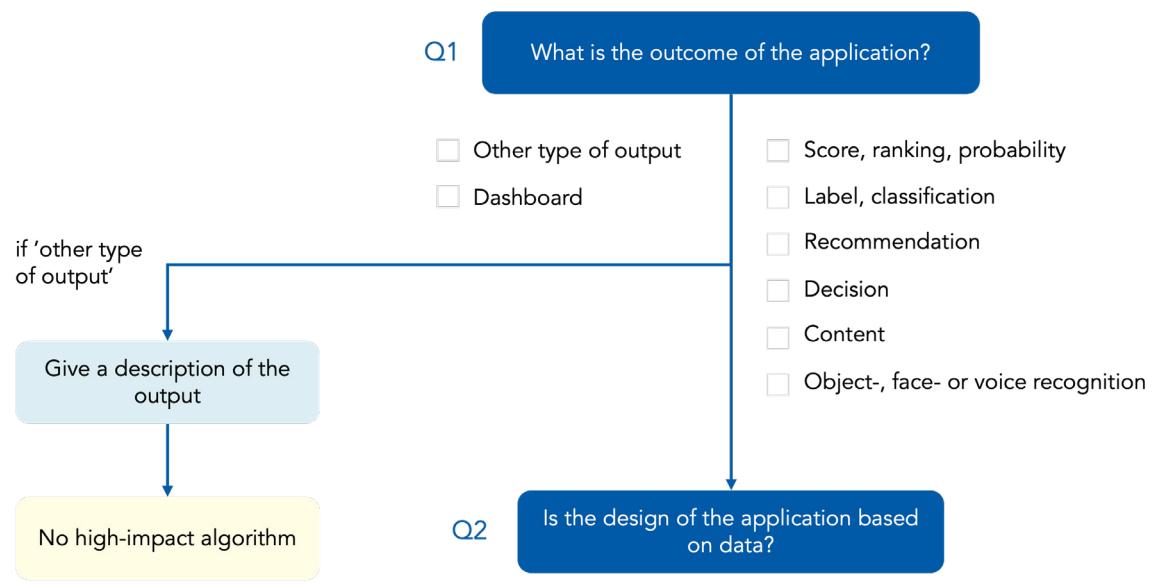 Q1
What is the outcome of the application?
Other type of output
Dashboard
Score, ranking, probability
Label, classification
Recommendation
Decision
Content
Object-, face- or voice recognition
if ‘other type
of output’
Give a description of the
output
No high-impact algorithm
Q2
Is the design of the application based
on data?